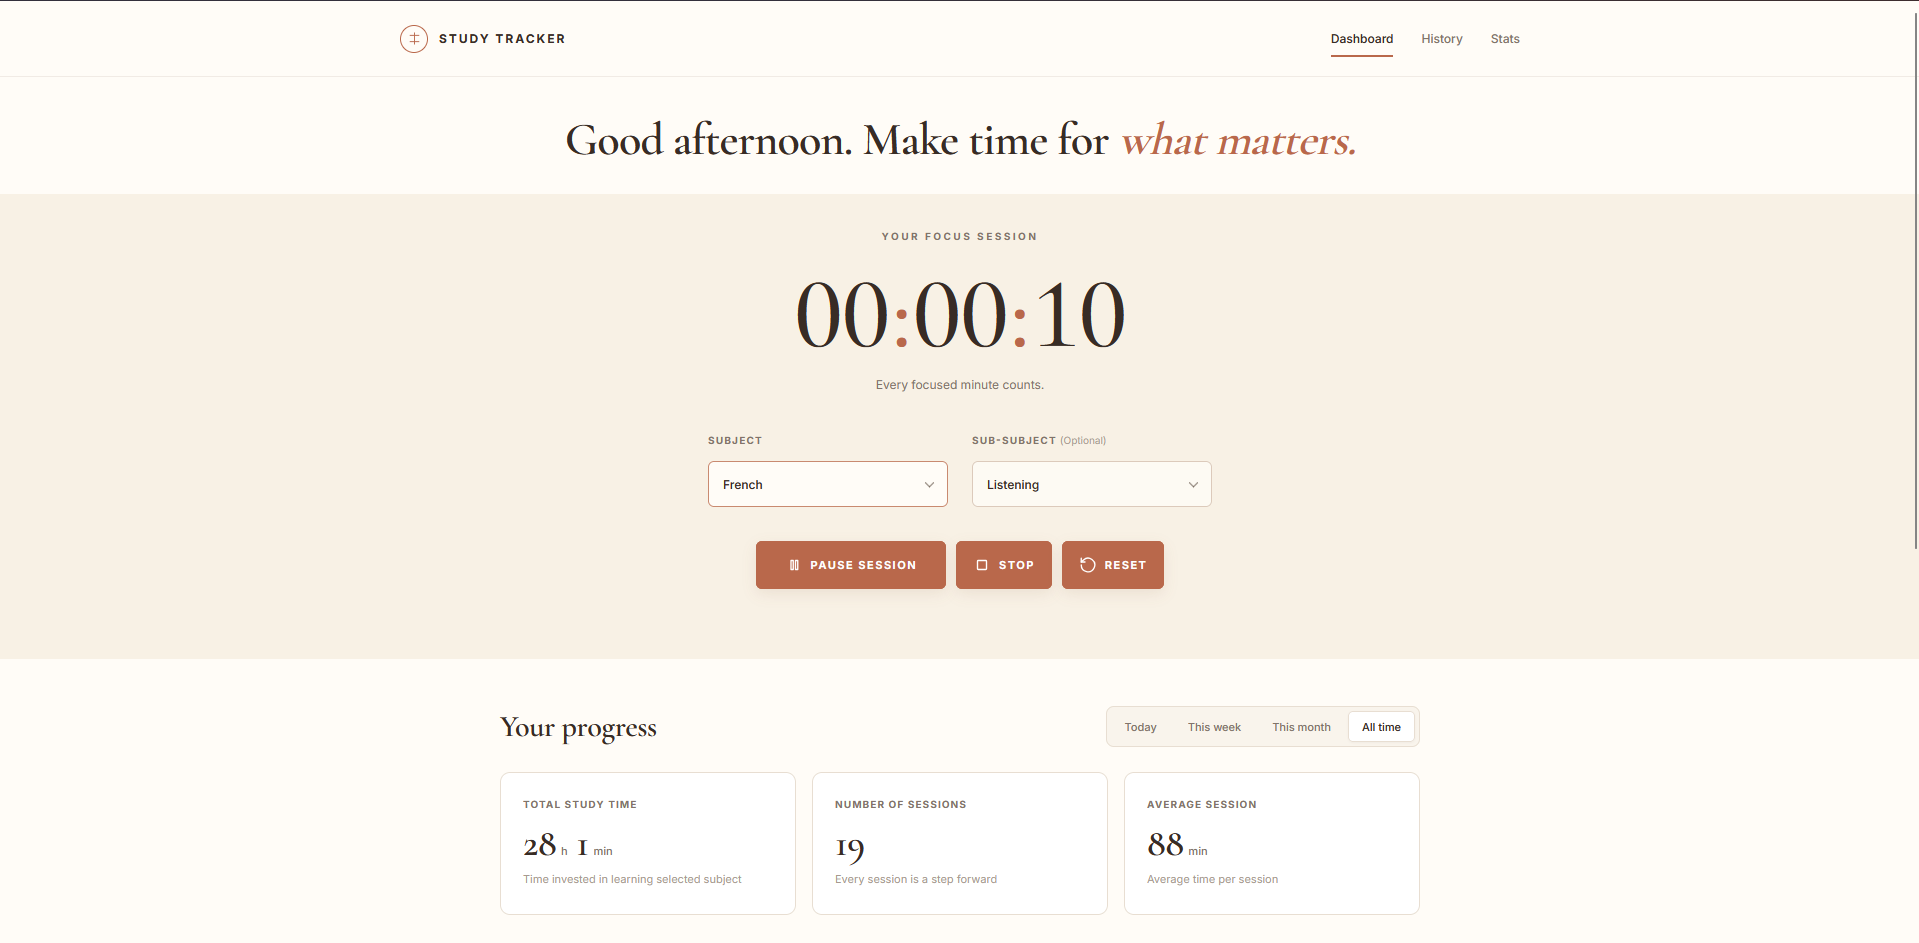 STUDY TRACKER
Dashboard History Stats
Good afternoon. Make time for what matters.
YOUR FOCUS SESSION
00:00:10
Every focused minute counts.
SUBJECT
SUB-SUBJECT (Optional)
French
Listening
PAUSE SESSION
STOP
RESET
Your progress
Today This week This month All time
TOTAL STUDY TIME
28 h 1 min
Time invested in learning selected subject
NUMBER OF SESSIONS
19
Every session is a step forward
AVERAGE SESSION
88 min
Average time per session